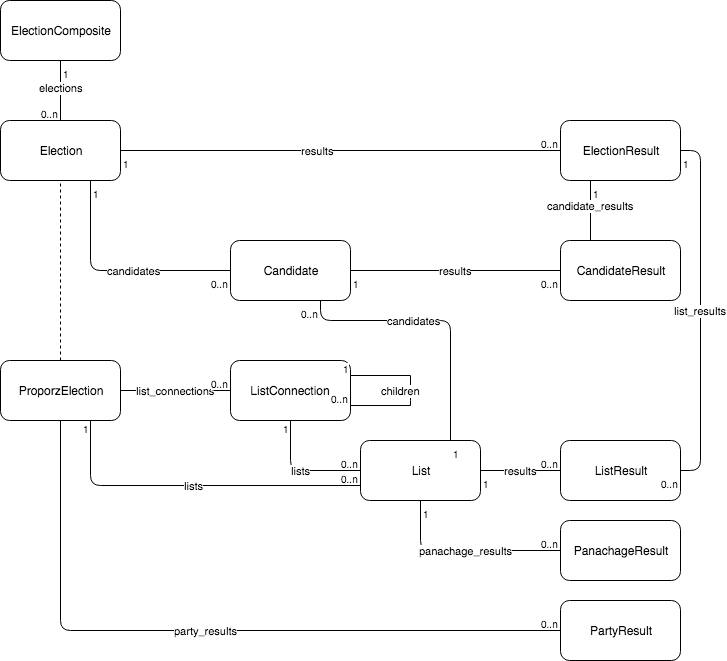 ElectionComposite
1
elections
0..n
Election
results
0..n
ElectionResult
1
1
1
1
candidate_results
candidates
0..n
Candidate
1
results
0..n
CandidateResult
0..n
candidates
list_results
ProporzElection
list_connections
0..n
ListConnection
1
0..n
children
1
1
lists
0..n
0..n
lists
List
1
1
results
0..n
ListResult
0..n
1
panachage_results
0..n
PanachageResult
party_results
0..n
PartyResult